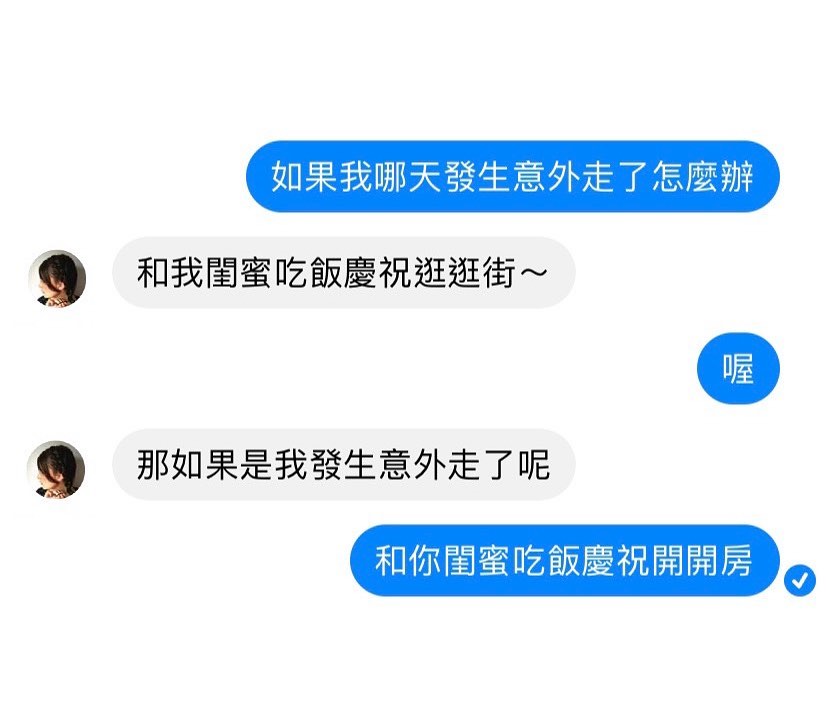 如果我哪天發生意外走了怎麼辦
和我閨蜜吃飯慶祝逛逛街～
喔
那如果是我發生意外走了呢
和你閨蜜吃飯慶祝開開房